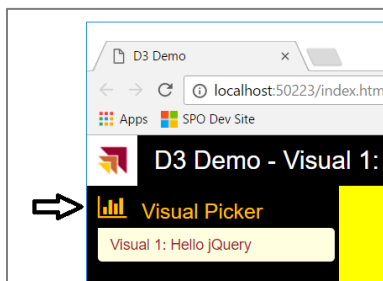 D3 Demo
localhost:50223/index.htm
Apps SPO Dev Site
D3 Demo - Visual 1:
Visual Picker
Visual 1: Hello jQuery